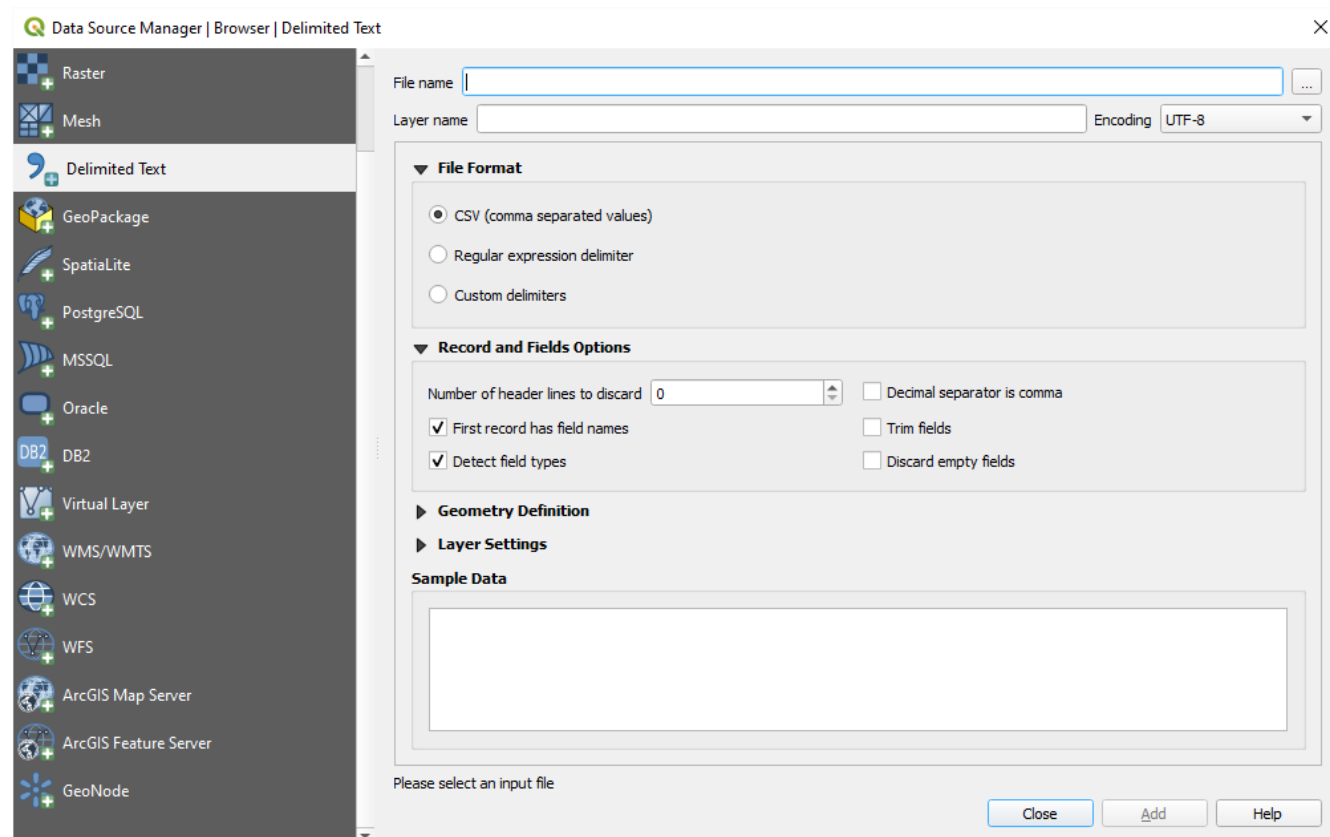 Data Source Manager | Browser | Delimited Text
Raster
Mesh
Delimited Text
GeoPackage
SpatiaLite
PostgreSQL
MSSQL
Oracle
DB2 DB2
Virtual Layer
WMS/WMTS
WCS
WFS
ArcGIS Map Server
ArcGIS Feature Server
GeoNode
File name ...
Layer name Encoding UTF-8
File Format
CSV (comma separated values)
Regular expression delimiter
Custom delimiters
Record and Fields Options
Number of header lines to discard 0 Decimal separator is comma
First record has field names Trim fields
Detect field types Discard empty fields
Geometry Definition
Layer Settings
Sample Data
Please select an input file
Close Add Help